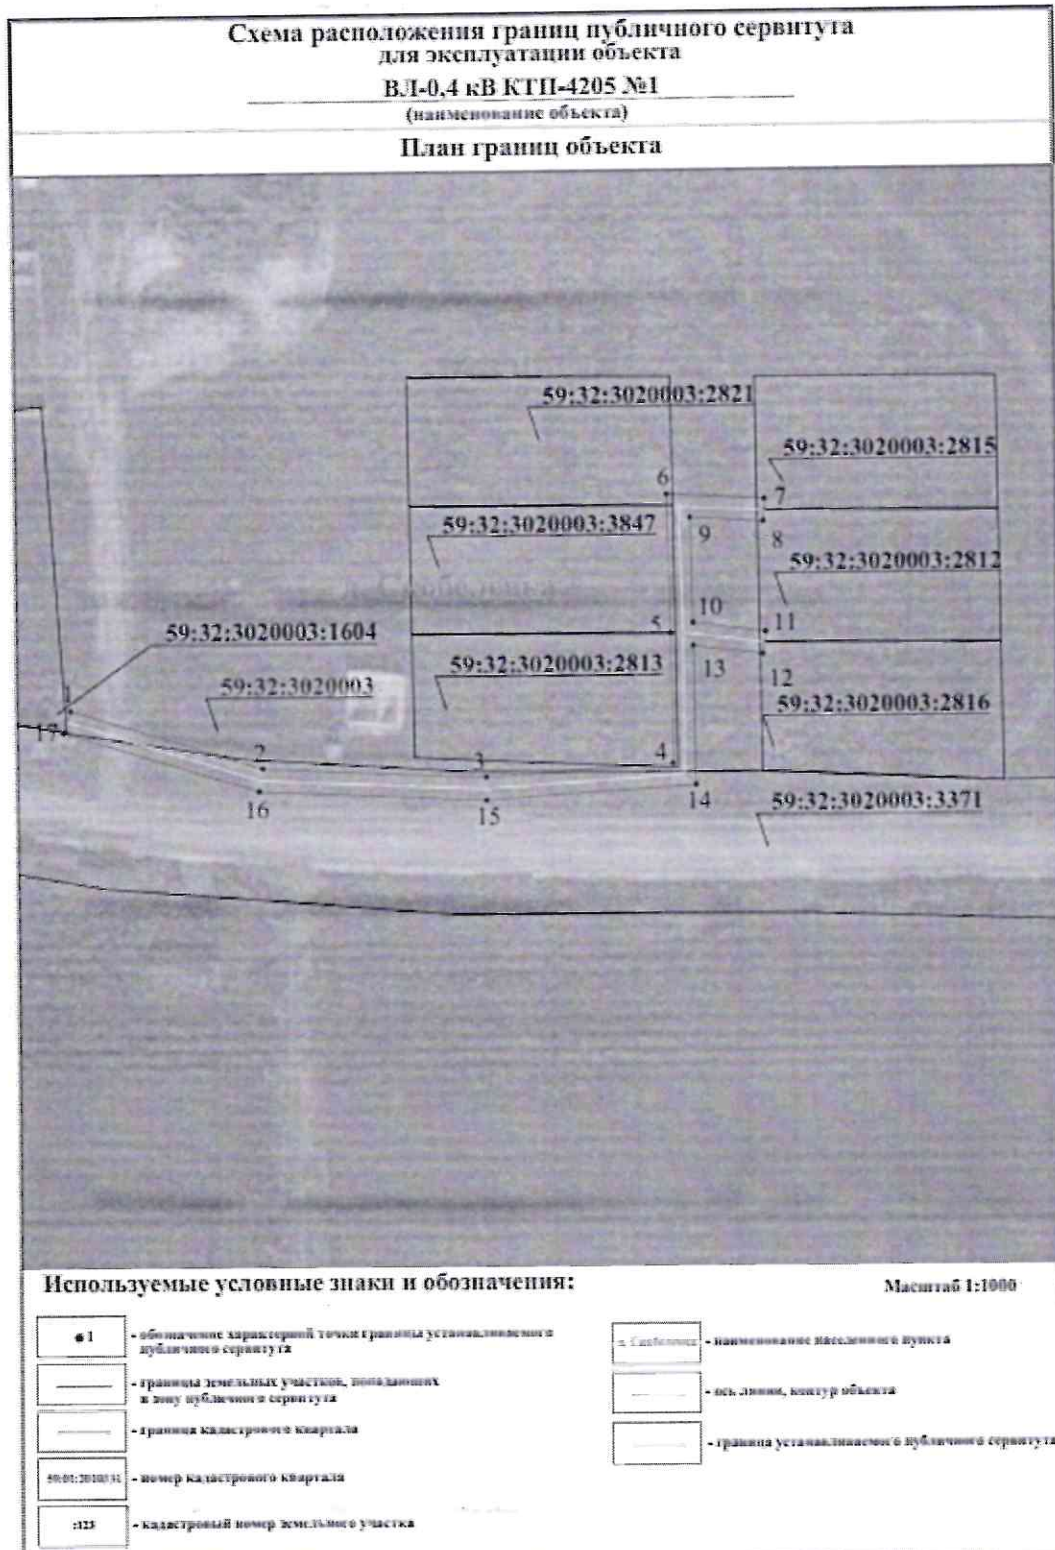 Схема расположения границ публичного сервитута
для эксплуатации объекта
ВЛ-0,4 кВ КТП-4205 №1
(наименование объекта)
План границ объекта
59:32:3020003:2821
59:32:3020003:2815
6
7
59:32:3020003:3847
9
8
59:32:3020003:2812
10
59:32:3020003:1604
5
11
59:32:3020003:2813
13
12
59:32:3020003
1
59:32:3020003:2816
17
2
3
4
16
15
14
59:32:3020003:3371
Используемые условные знаки и обозначения:
Масштаб 1:1000
1
- обозначение характерной точки границы устанавливаемого
публичного сервитута
- наименование населенного пункта
- границы земельных участков, попадающих
в зону публичного сервитута
- ось линии, контур объекта
- граница кадастрового квартала
- граница устанавливаемого публичного сервитута
- номер кадастрового квартала
:123
- кадастровый номер земельного участка